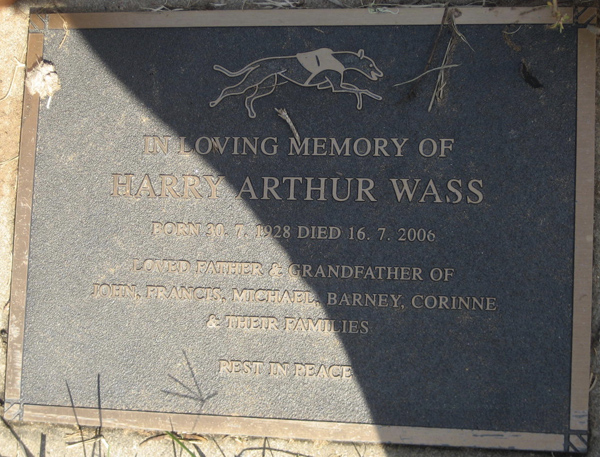 IN LOVING MEMORY OF
HARRY ARTHUR WASS
BORN 30. 7. 1928 DIED 16. 7. 2006
LOVED FATHER & GRANDFATHER OF
JOHN, FRANCIS, MICHAEL, BARNEY, CORINNE
& THEIR FAMILIES
REST IN PEACE